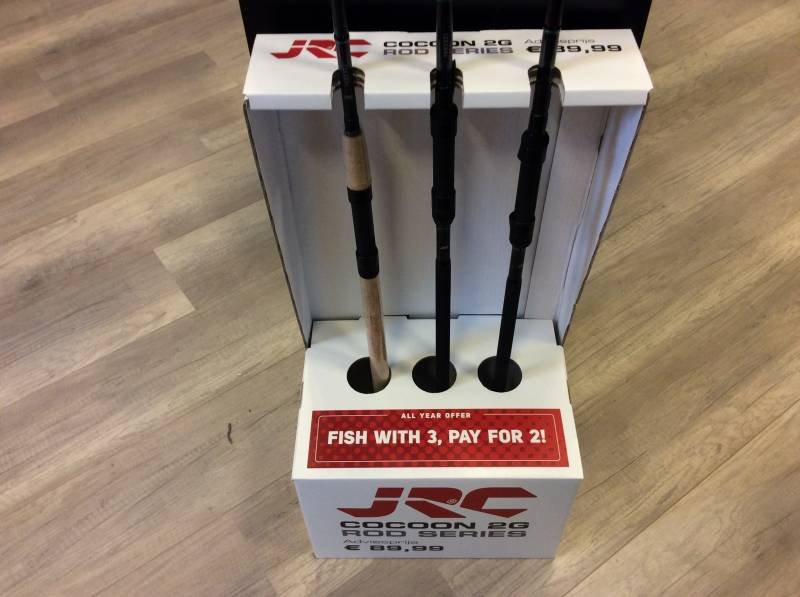 JRC COCOON 2G Adviesprijs
ROD SERIES € 89,99
ALL YEAR OFFER
FISH WITH 3, PAY FOR 2!
JRC®
COCOON 2G
ROD SERIES
Adviesprijs
€ 89,99